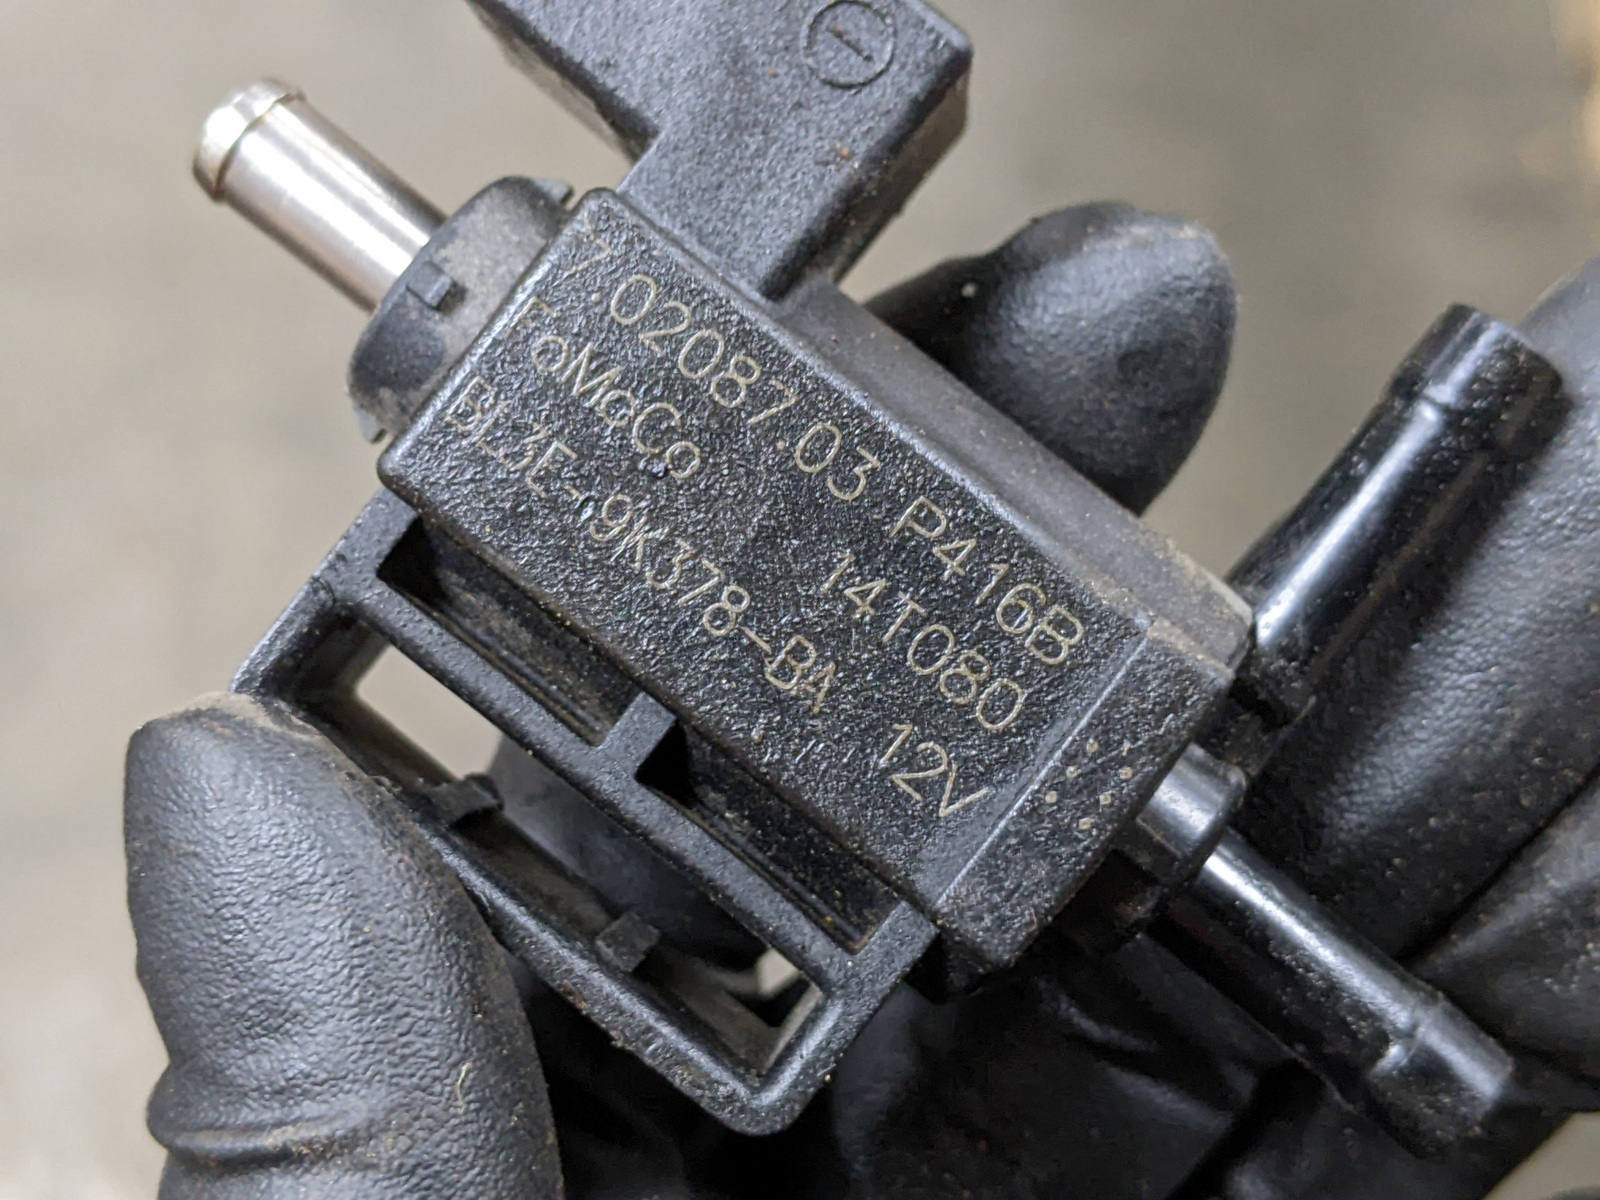 7.02087.03 P416B
FoMoCo 14T080
BL3E-9K378-BA 12V